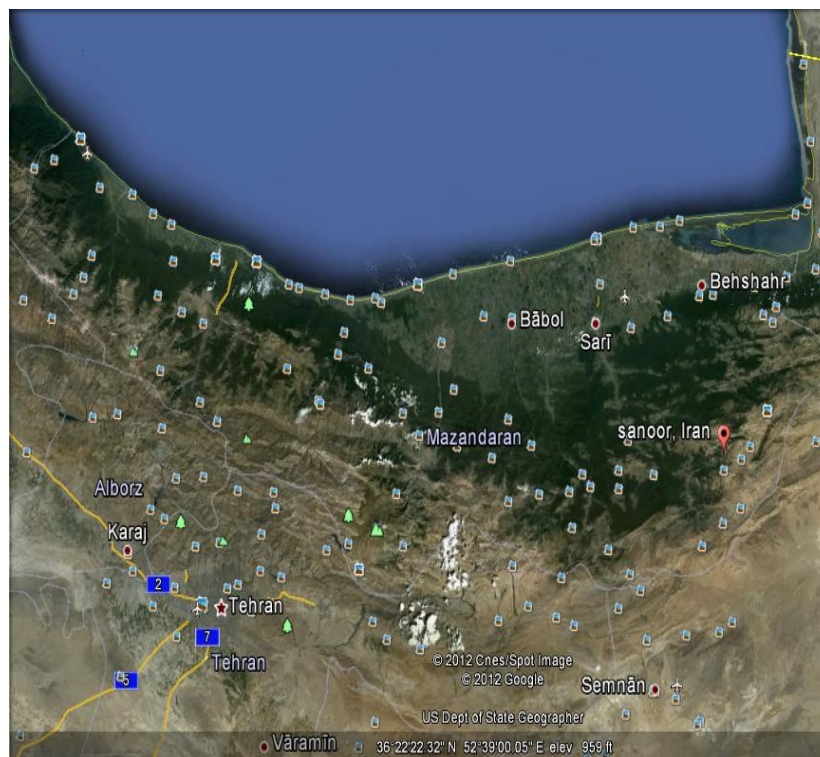 Behshahr
Bābol
Sarī
sanoor, Iran
Mazandaran
Alborz
Karaj
2
Tehran
7
Tehran
5
© 2012 Cnes/Spot Image
© 2012 Google
Semnān
US Dept of State Geographer
Vārāmīn
36°22'22.32" N 52°39'00.05" E elev 959 ft